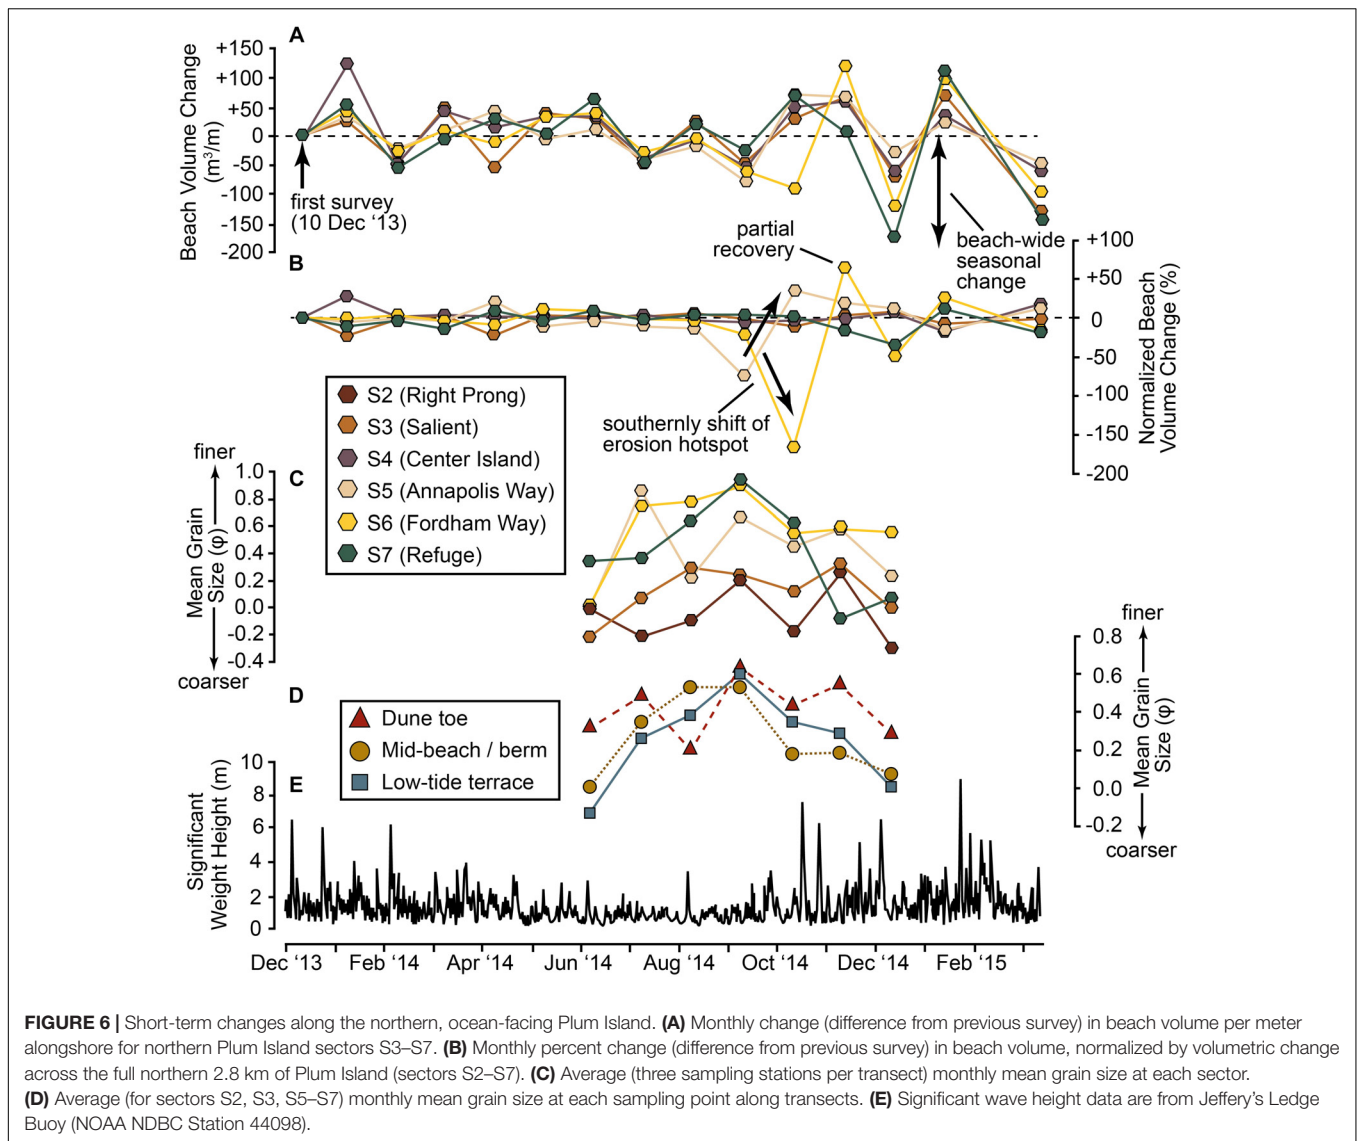 A
+150
+100
+50
0
-50
-100
-150
-200
Beach Volume Change
(m³/m)
first survey
(10 Dec ‘13)
partial
recovery
beach-wide
seasonal
change
B
+100
+50
0
-50
-100
-150
-200
Normalized Beach
Volume Change (%)
southernly shift of
erosion hotspot
S2 (Right Prong)
S3 (Salient)
S4 (Center Island)
S5 (Annapolis Way)
S6 (Fordham Way)
S7 (Refuge)
C
finer
1.0
0.8
0.6
0.4
0.2
0.0
-0.2
-0.4
Mean Grain
Size (φ)
coarser
D
Dune toe
Mid-beach / berm
Low-tide terrace
finer
0.8
0.6
0.4
0.2
0.0
-0.2
Mean Grain
Size (φ)
coarser
E
10
8
6
4
2
0
Significant
Weight Height (m)
Dec ‘13
Feb ‘14
Apr ‘14
Jun ‘14
Aug ‘14
Oct ‘14
Dec ‘14
Feb ‘15
FIGURE 6 | Short-term changes along the northern, ocean-facing Plum Island. (A) Monthly change (difference from previous survey) in beach volume per meter
alongshore for northern Plum Island sectors S3–S7. (B) Monthly percent change (difference from previous survey) in beach volume, normalized by volumetric change
across the full northern 2.8 km of Plum Island (sectors S2–S7). (C) Average (three sampling stations per transect) monthly mean grain size at each sector.
(D) Average (for sectors S2, S3, S5–S7) monthly mean grain size at each sampling point along transects. (E) Significant wave height data are from Jeffery’s Ledge
Buoy (NOAA NDBC Station 44098).